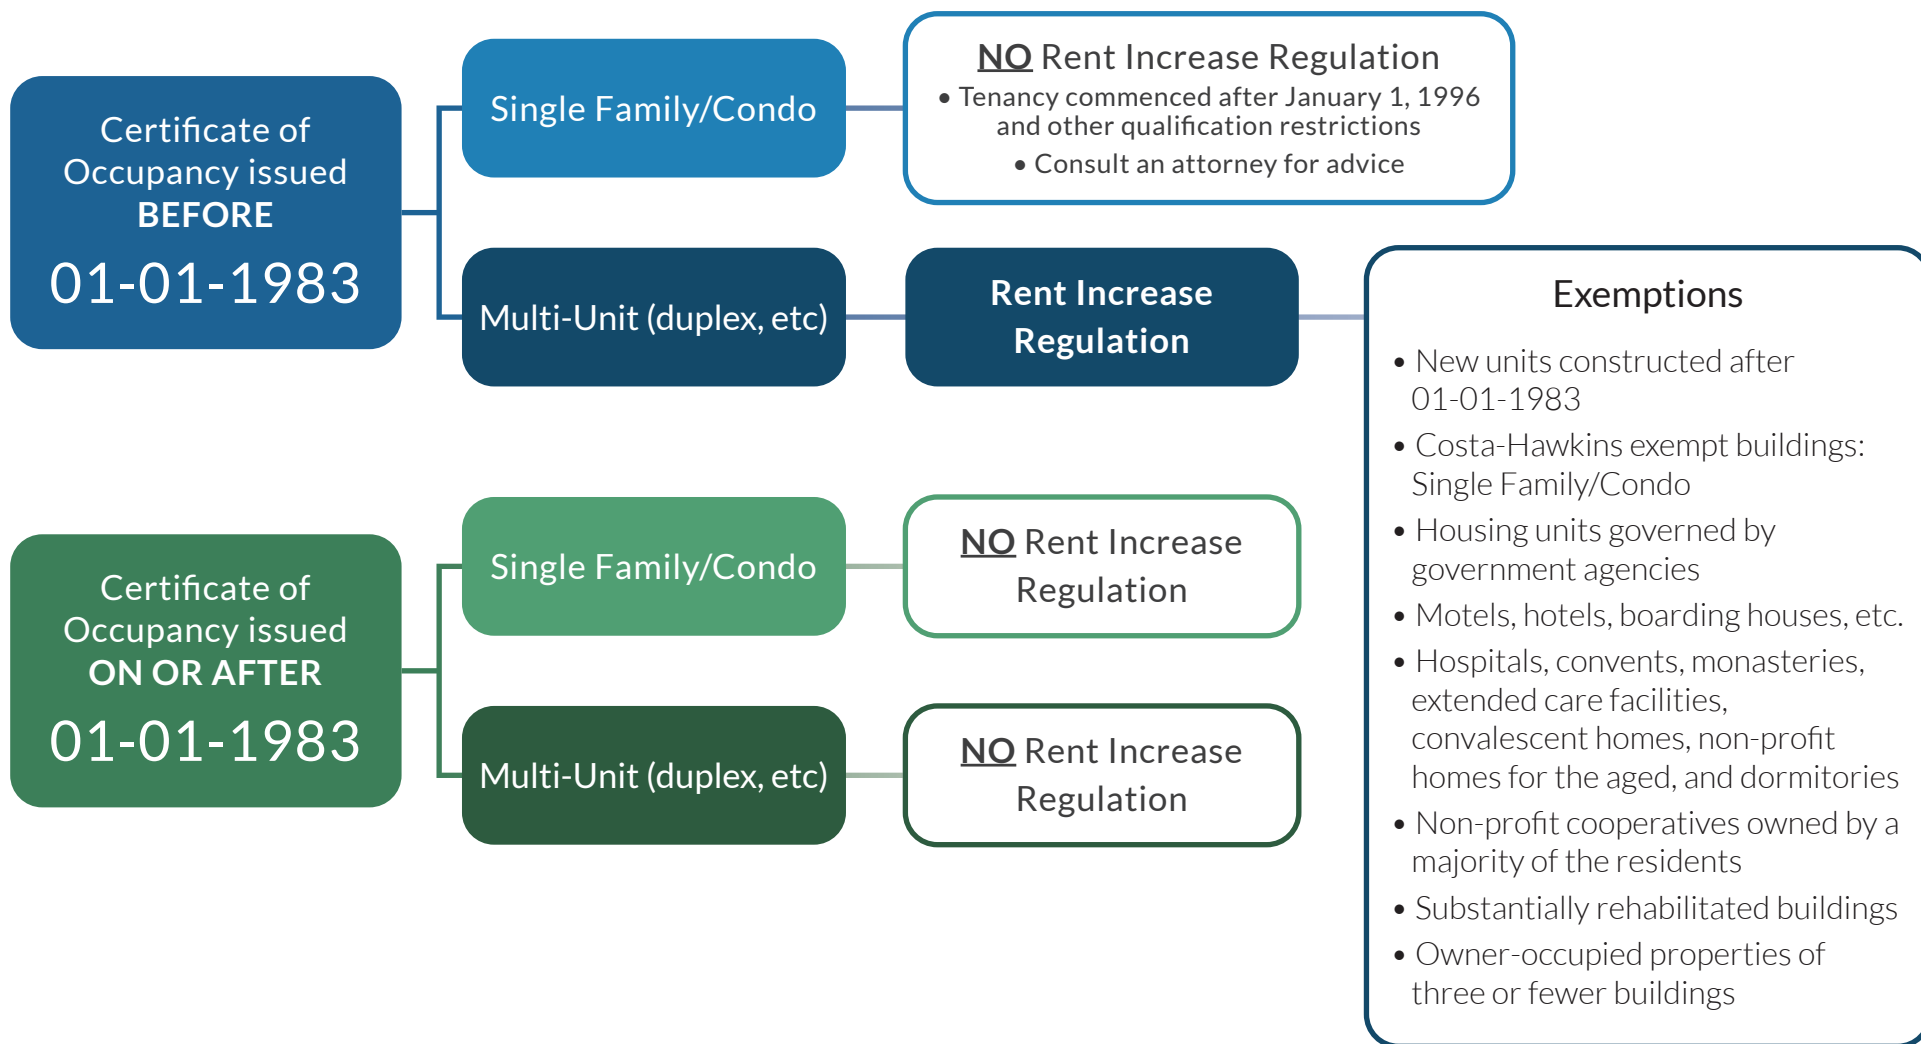 Certificate of
Occupancy issued
BEFORE
01-01-1983
Single Family/Condo
NO Rent Increase Regulation
• Tenancy commenced after January 1, 1996
and other qualification restrictions
• Consult an attorney for advice
Multi-Unit (duplex, etc)
Rent Increase
Regulation
Exemptions
• New units constructed after
01-01-1983
• Costa-Hawkins exempt buildings:
Single Family/Condo
• Housing units governed by
government agencies
• Motels, hotels, boarding houses, etc.
• Hospitals, convents, monasteries,
extended care facilities,
convalescent homes, non-profit
homes for the aged, and dormitories
• Non-profit cooperatives owned by a
majority of the residents
• Substantially rehabilitated buildings
• Owner-occupied properties of
three or fewer buildings
Certificate of
Occupancy issued
ON OR AFTER
01-01-1983
Single Family/Condo
NO Rent Increase
Regulation
Multi-Unit (duplex, etc)
NO Rent Increase
Regulation